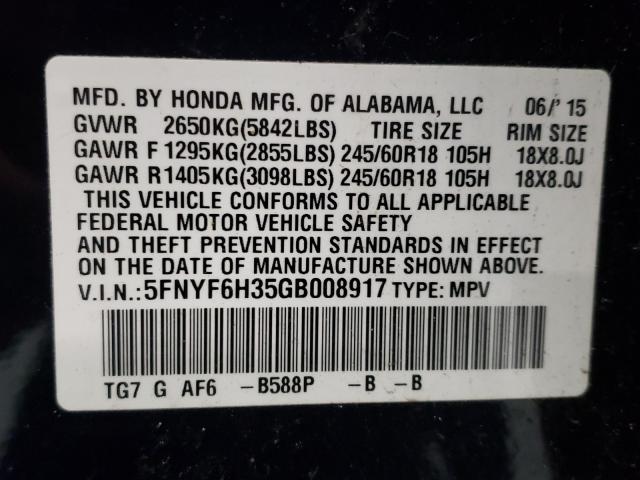 MFD. BY HONDA MFG. OF ALABAMA, LLC 06/'15
GVWR 2650KG(5842LBS) TIRE SIZE RIM SIZE
GAWR F 1295KG(2855LBS) 245/60R18 105H 18X8.0J
GAWR R 1405KG(3098LBS) 245/60R18 105H 18X8.0J
THIS VEHICLE CONFORMS TO ALL APPLICABLE
FEDERAL MOTOR VEHICLE SAFETY
AND THEFT PREVENTION STANDARDS IN EFFECT
ON THE DATE OF MANUFACTURE SHOWN ABOVE.
V.I.N.:5FNYF6H35GB008917 TYPE: MPV
TG7 G AF6 -B588P -B -B